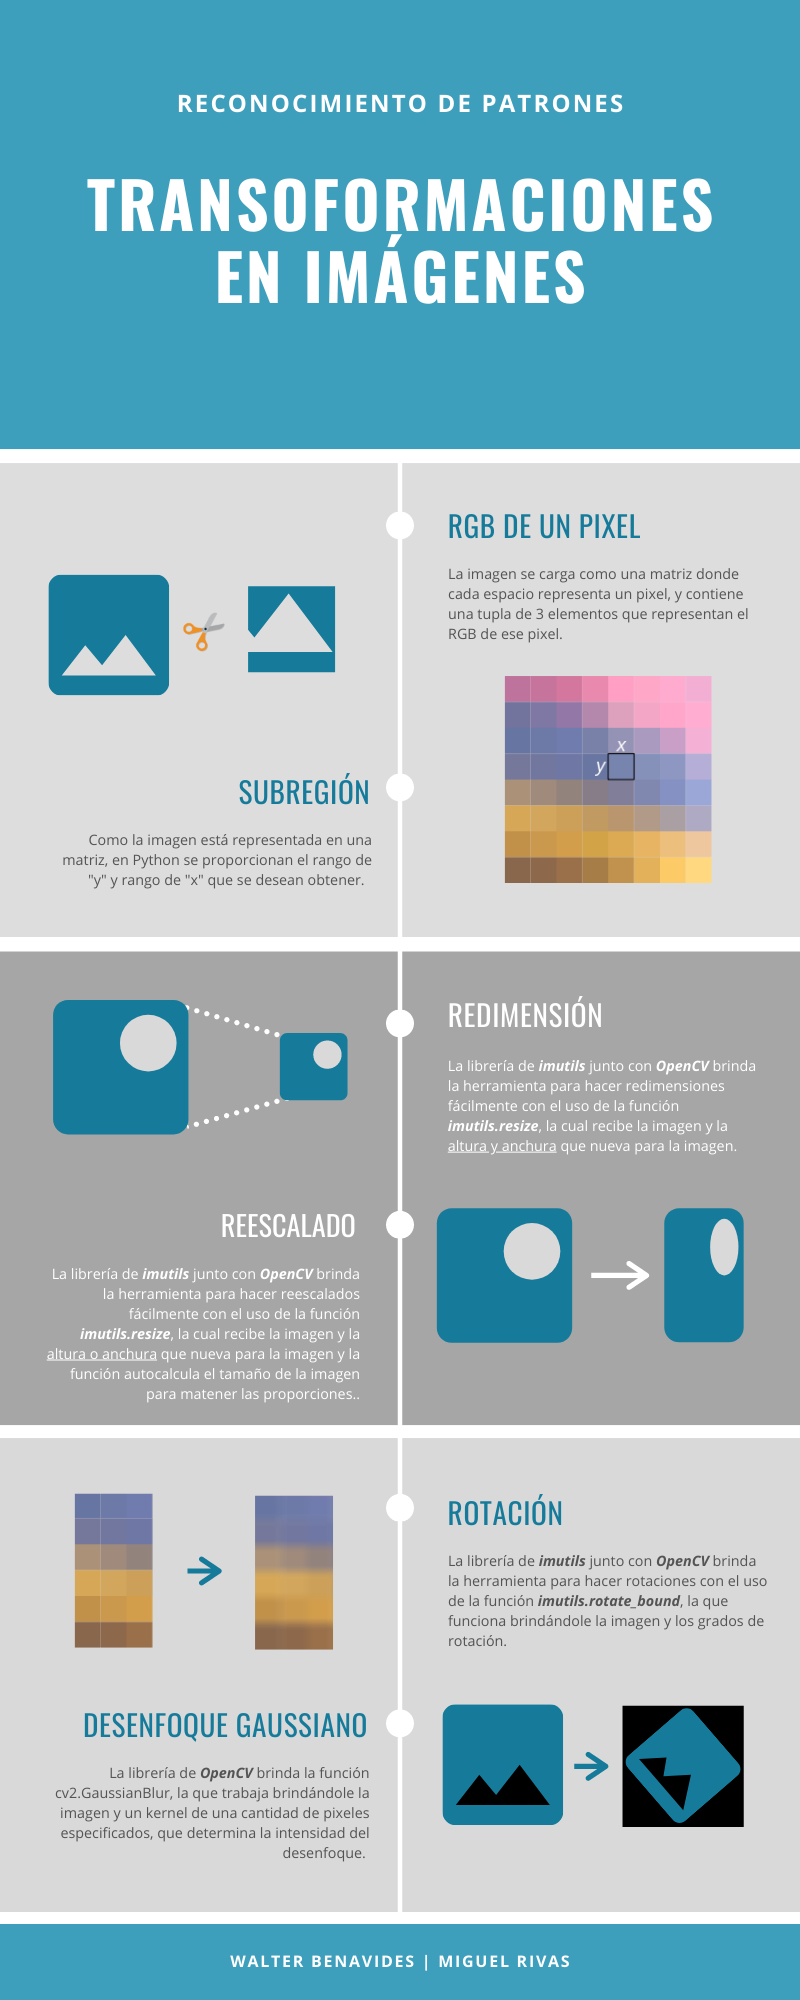 RECONOCIMIENTO DE PATRONES
TRANSOFORMACIONES
EN IMÁGENES
RGB DE UN PIXEL
La imagen se carga como una matriz donde
cada espacio representa un pixel, y contiene
una tupla de 3 elementos que representan el
RGB de ese pixel.
x
y
SUBREGIÓN
Como la imagen está representada en una
matriz, en Python se proporcionan el rango de
"y" y rango de "x" que se desean obtener.
REDIMENSIÓN
La librería de imutils junto con OpenCV brinda
la herramienta para hacer redimensiones
fácilmente con el uso de la función
imutils.resize, la cual recibe la imagen y la
altura y anchura que nueva para la imagen.
REESCALADO
La librería de imutils junto con OpenCV brinda
la herramienta para hacer reescalados
fácilmente con el uso de la función
imutils.resize, la cual recibe la imagen y la
altura o anchura que nueva para la imagen y la
función autocalcula el tamaño de la imagen
para matener las proporciones..
ROTACIÓN
La librería de imutils junto con OpenCV brinda
la herramienta para hacer rotaciones con el uso
de la función imutils.rotate_bound, la que
funciona brindándole la imagen y los grados de
rotación.
DESENFOQUE GAUSSIANO
La librería de OpenCV brinda la función
cv2.GaussianBlur, la que trabaja brindándole la
imagen y un kernel de una cantidad de pixeles
especificados, que determina la intensidad del
desenfoque.
WALTER BENAVIDES | MIGUEL RIVAS